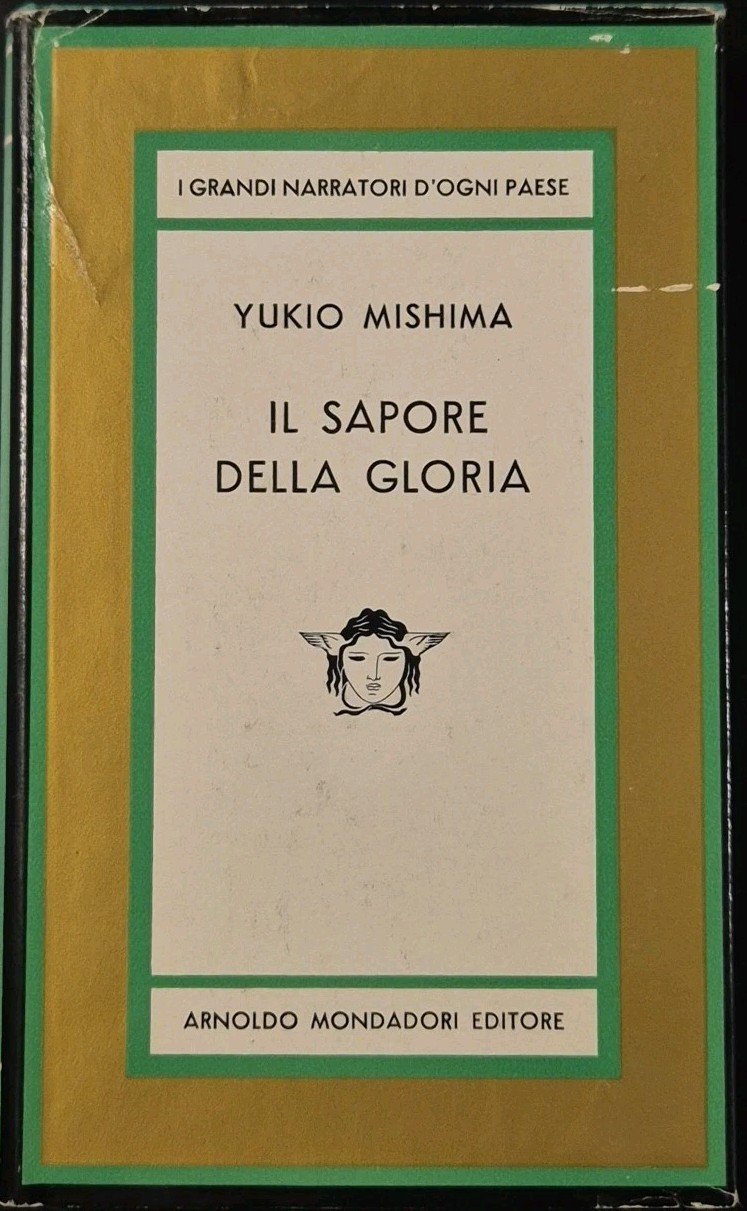 I GRANDI NARRATORI D'OGNI PAESE
YUKIO MISHIMA
IL SAPORE
DELLA GLORIA
ARNOLDO MONDADORI EDITORE